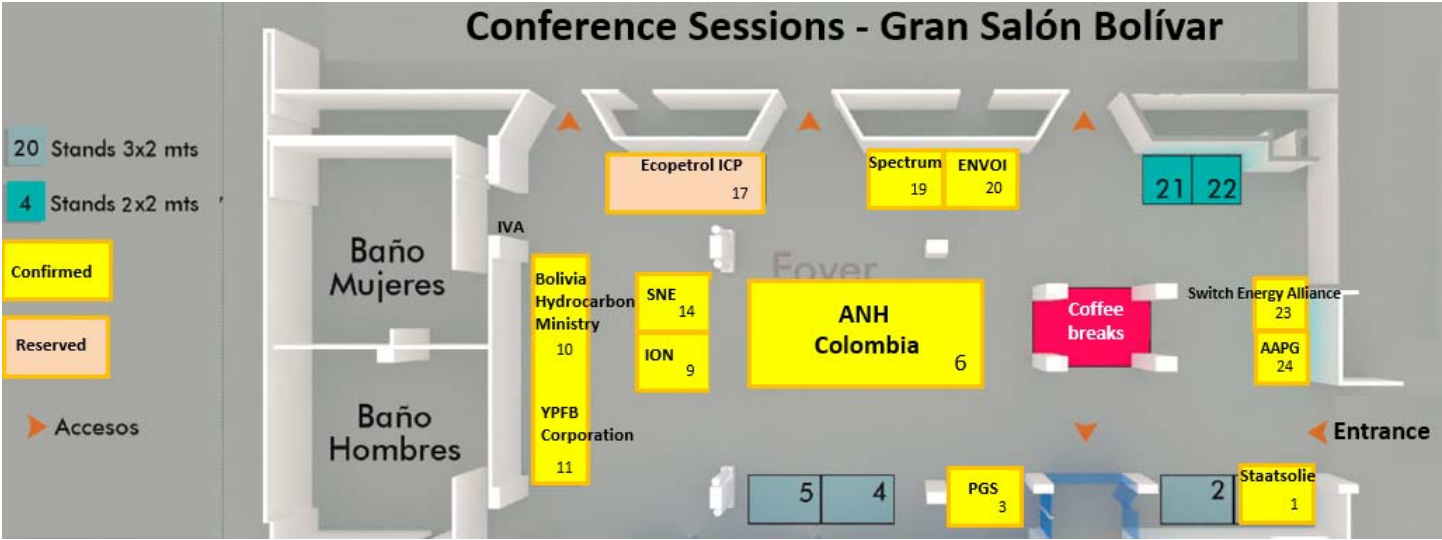 Conference Sessions - Gran Salón Bolívar
20 Stands 3x2 mts
4 Stands 2x2 mts
Confirmed
Reserved
Accesos
Ecopetrol ICP
17
Spectrum
19
ENVOI
20
21 22
IVA
Baño
Mujeres
Baño
Hombres
Bolivia
Hydrocarbon
Ministry
10
YPFB
Corporation
11
SNE
14
ION
9
Foyer
ANH
Colombia
6
Coffee
breaks
Switch Energy Alliance
23
AAPG
24
Entrance
5 4
PGS
3
2
Staatsolie
1